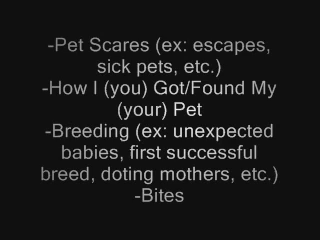 -Pet Scares (ex: escapes,
sick pets, etc.)
-How I (you) Got/Found My
(your) Pet
-Breeding (ex: unexpected
babies, first successful
breed, doting mothers, etc.)
-Bites